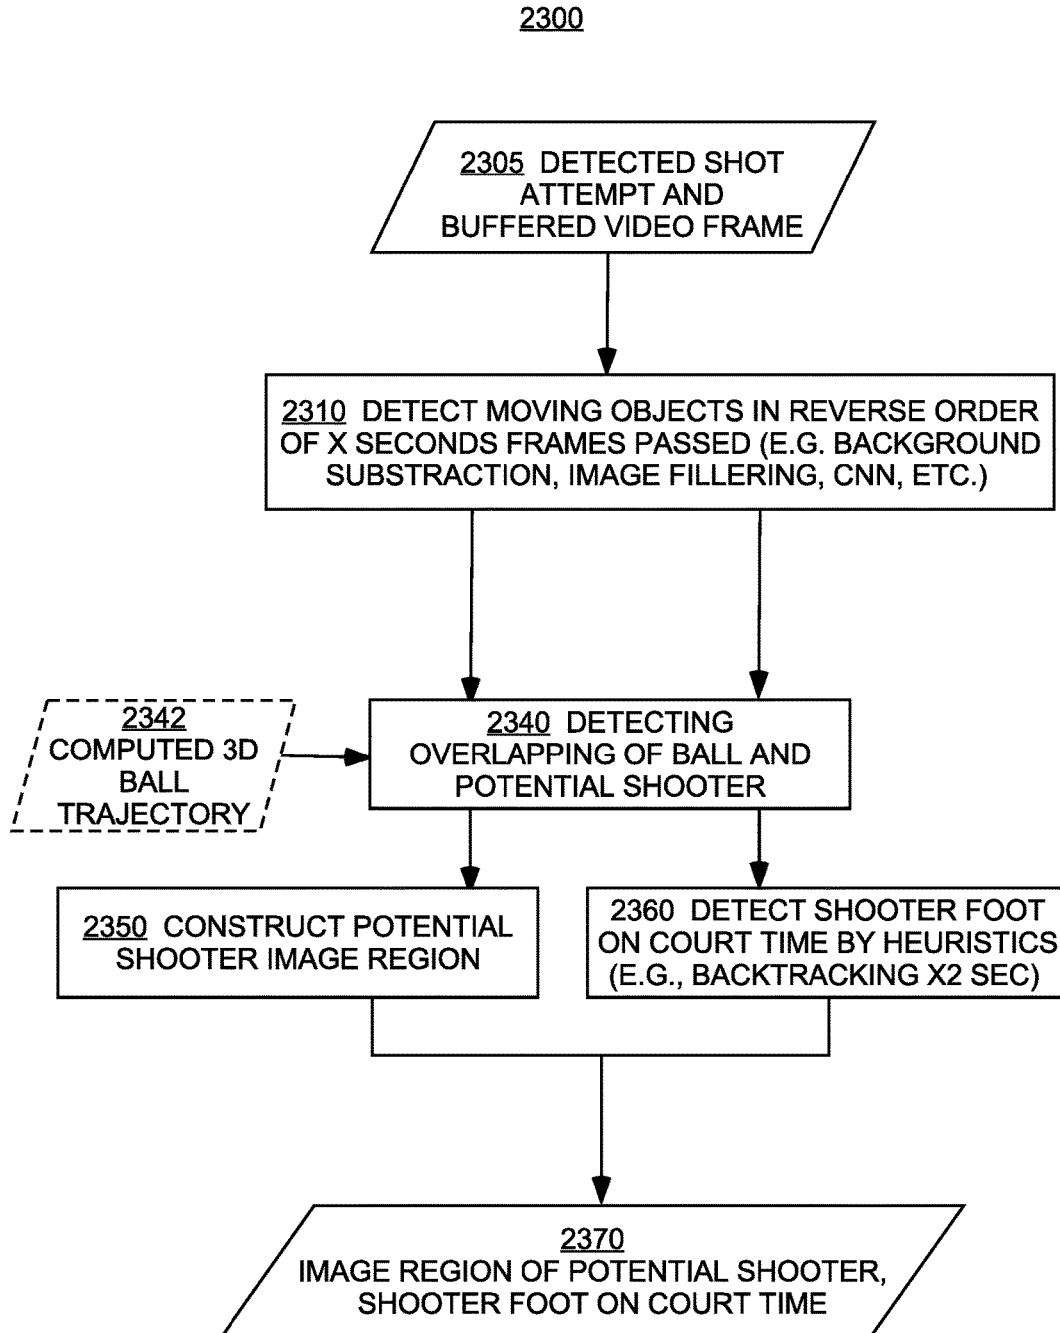 2300
2305 DETECTED SHOT
ATTEMPT AND
BUFFERED VIDEO FRAME
2310 DETECT MOVING OBJECTS IN REVERSE ORDER
OF X SECONDS FRAMES PASSED (E.G. BACKGROUND
SUBSTRACTION, IMAGE FILLERING, CNN, ETC.)
2342
COMPUTED 3D
BALL
TRAJECTORY
2340 DETECTING
OVERLAPPING OF BALL AND
POTENTIAL SHOOTER
2350 CONSTRUCT POTENTIAL
SHOOTER IMAGE REGION
2360 DETECT SHOOTER FOOT
ON COURT TIME BY HEURISTICS
(E.G., BACKTRACKING X2 SEC)
2370
IMAGE REGION OF POTENTIAL SHOOTER,
SHOOTER FOOT ON COURT TIME